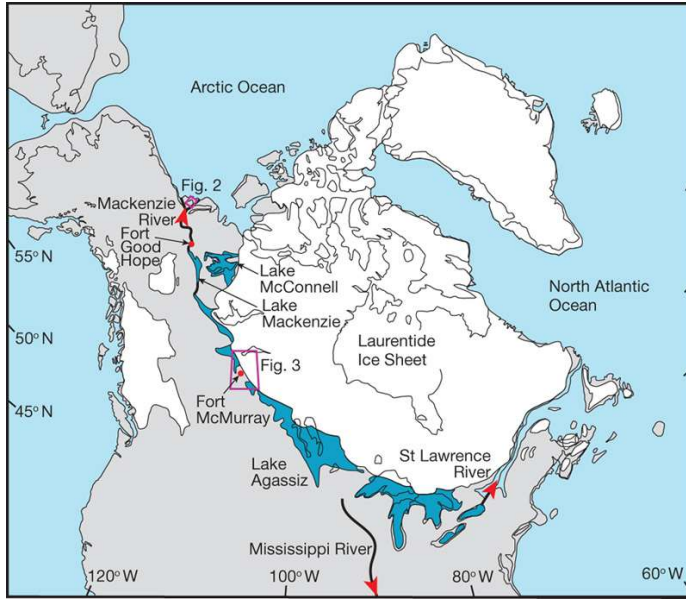 Arctic Ocean
Fig. 2
Mackenzie
River
Fort
Good
Hope
55° N
Lake
McConnell
Lake
Mackenzie
North Atlantic
Ocean
50° N
Laurentide
Ice Sheet
Fig. 3
45° N
Fort
McMurray
St Lawrence
River
Lake
Agassiz
Mississippi River
120° W
100° W
80° W
60° W